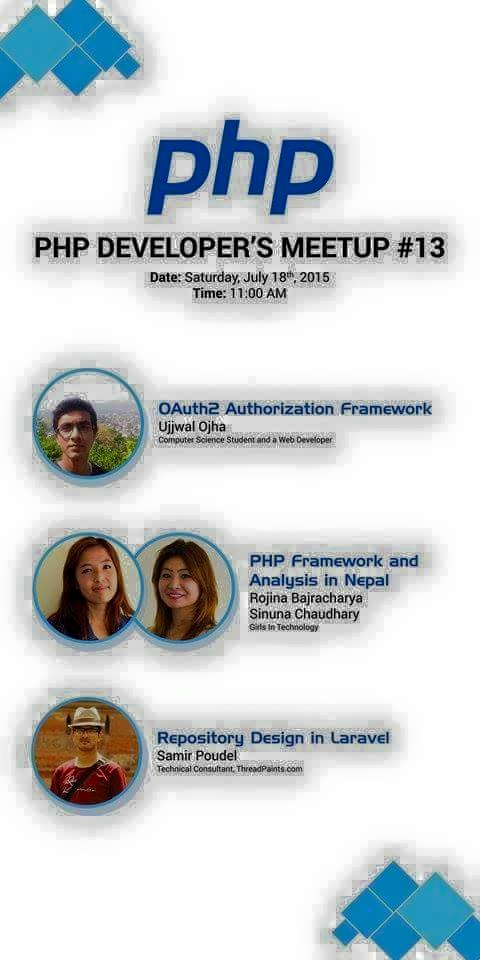 php
PHP DEVELOPER'S MEETUP #13
Date: Saturday, July 18th, 2015
Time: 11:00 AM
OAuth2 Authorization Framework
Ujjwal Ojha
Computer Science Student and a Web Developer
PHP Framework and
Analysis in Nepal
Rojina Bajracharya
Sinuna Chaudhary
Girls In Technology
Repository Design in Laravel
Samir Poudel
Technical Consultant, ThreadPaints.com